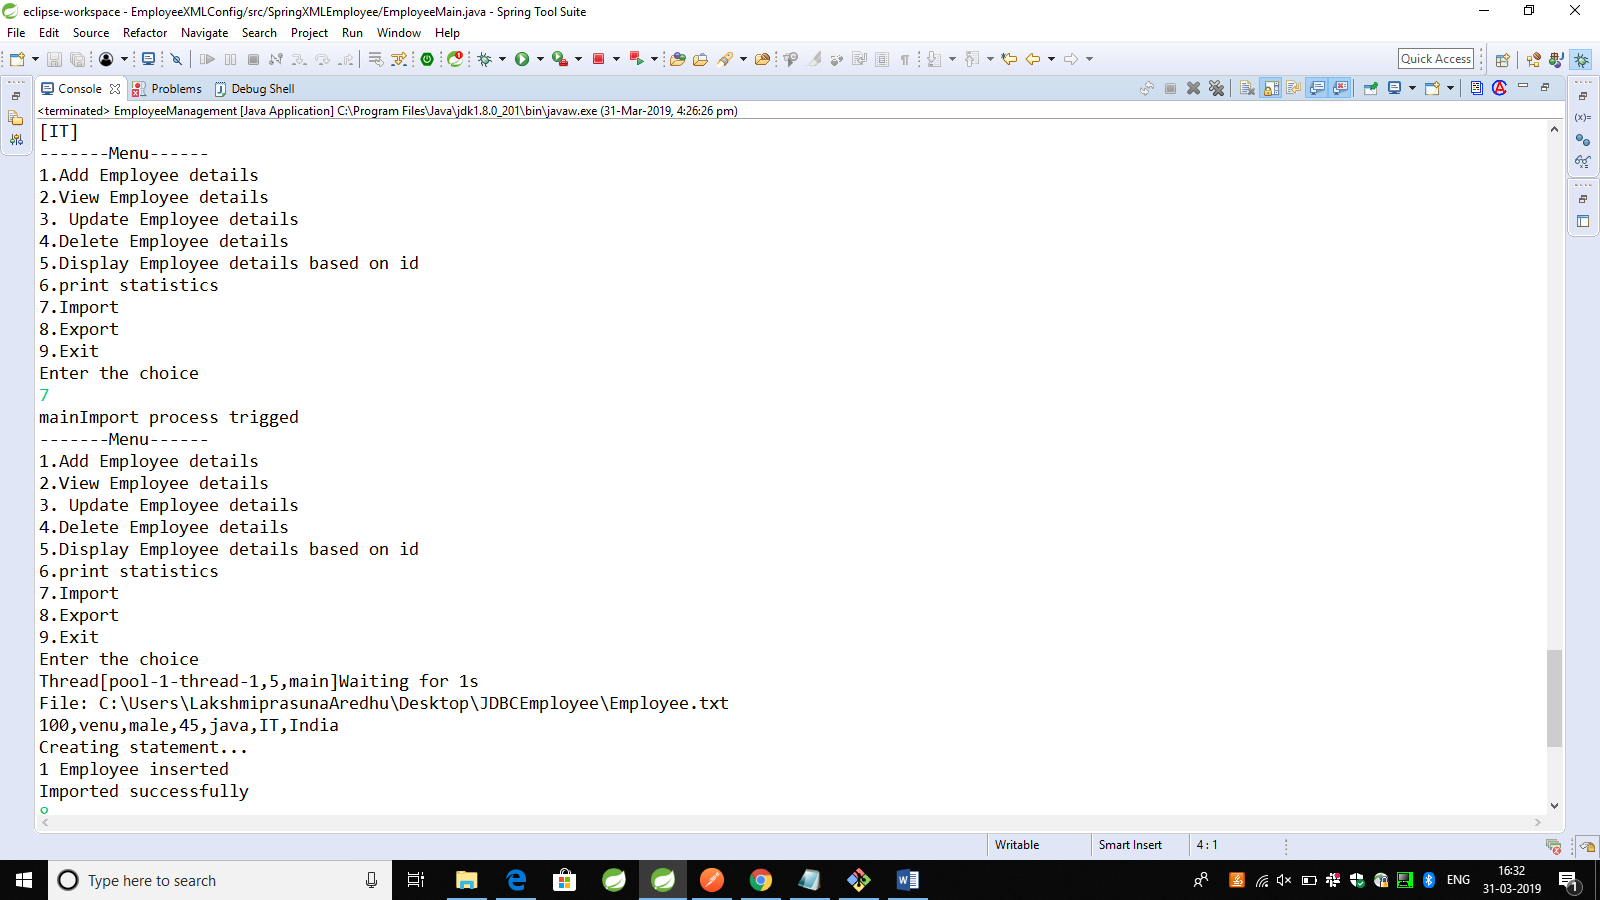 eclipse-workspace - EmployeeXMLConfig/src/SpringXMLEmployee/EmployeeMain.java - Spring Tool Suite
File Edit Source Refactor Navigate Search Project Run Window Help
Quick Access
Console Problems Debug Shell
<terminated> EmployeeManagement [Java Application] C:\Program Files\Java\jdk1.8.0_201\bin\javaw.exe (31-Mar-2019, 4:26:26 pm)
[IT]
-------Menu------
1.Add Employee details
2.View Employee details
3. Update Employee details
4.Delete Employee details
5.Display Employee details based on id
6.print statistics
7.Import
8.Export
9.Exit
Enter the choice
7
mainImport process trigged
-------Menu------
1.Add Employee details
2.View Employee details
3. Update Employee details
4.Delete Employee details
5.Display Employee details based on id
6.print statistics
7.Import
8.Export
9.Exit
Enter the choice
Thread[pool-1-thread-1,5,main]Waiting for 1s
File: C:\Users\LakshmiprasunaAredhu\Desktop\JDBCEmployee\Employee.txt
100,venu,male,45,java,IT,India
Creating statement...
1 Employee inserted
Imported successfully
Writable Smart Insert 4 : 1
Type here to search
ENG
16:32
31-03-2019
1